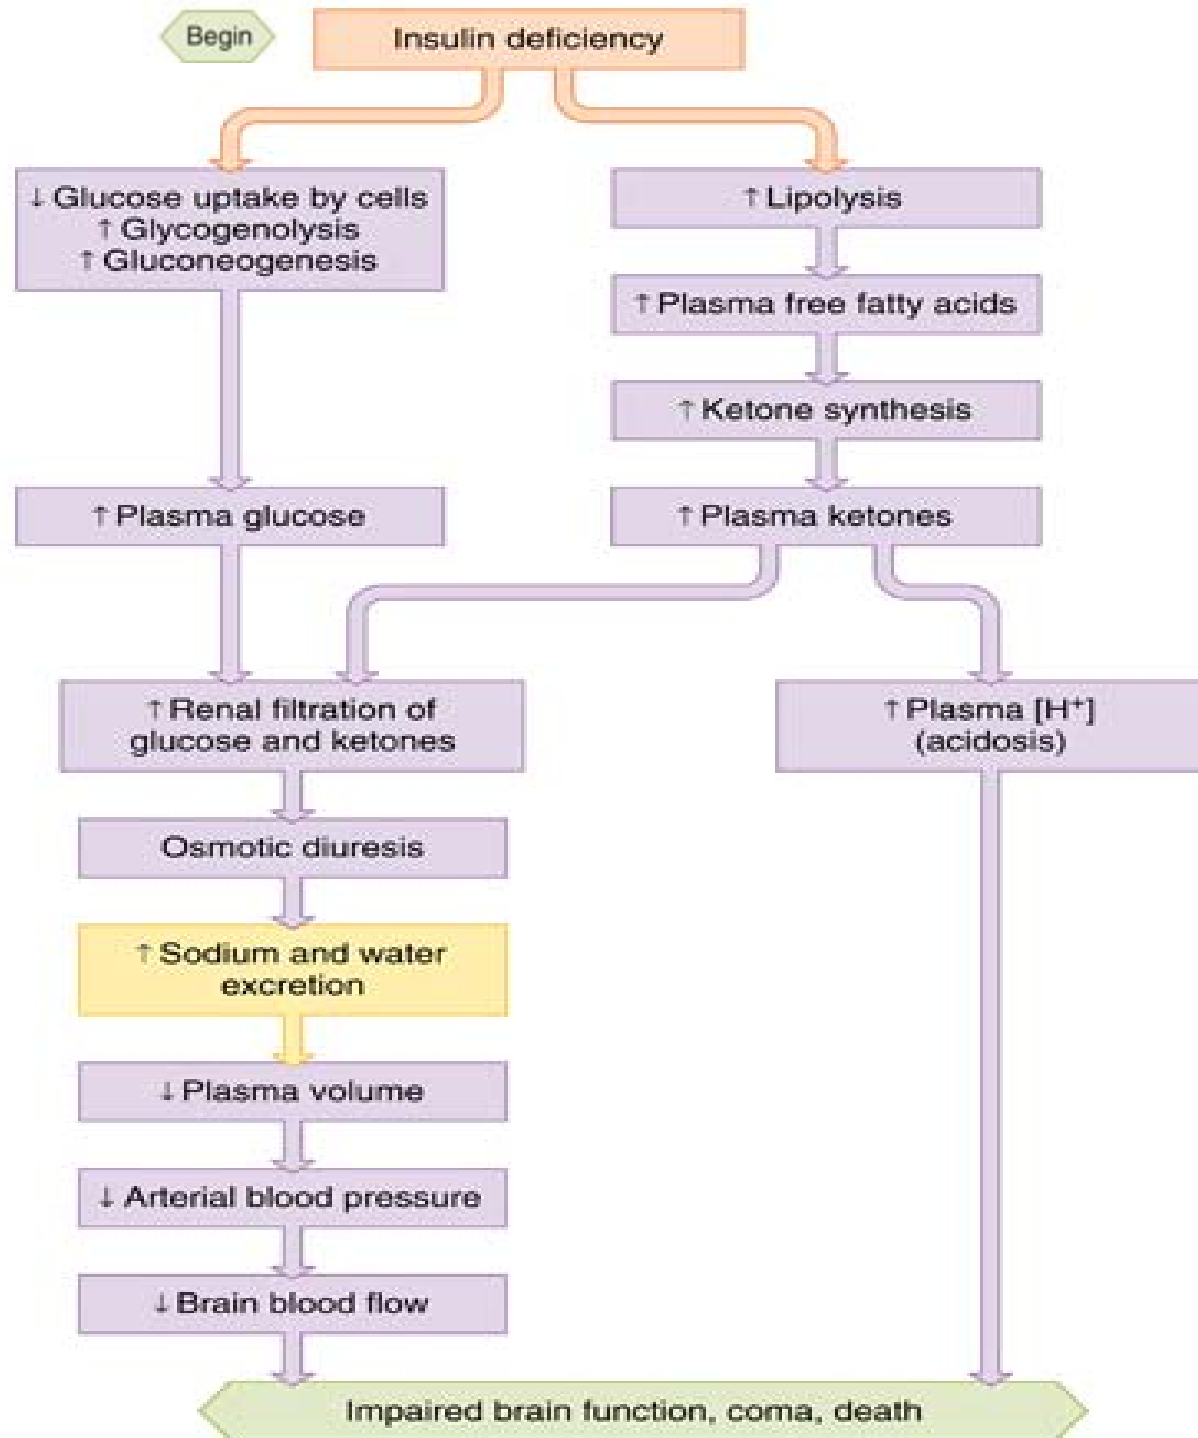 Begin
Insulin deficiency
↓ Glucose uptake by cells
↑ Glycogenolysis
↑ Gluconeogenesis
↑ Lipolysis
↑ Plasma free fatty acids
↑ Ketone synthesis
↑ Plasma glucose
↑ Plasma ketones
↑ Renal filtration of
glucose and ketones
↑ Plasma [H⁺]
(acidosis)
Osmotic diuresis
↑ Sodium and water
excretion
↓ Plasma volume
↓ Arterial blood pressure
↓ Brain blood flow
Impaired brain function, coma, death